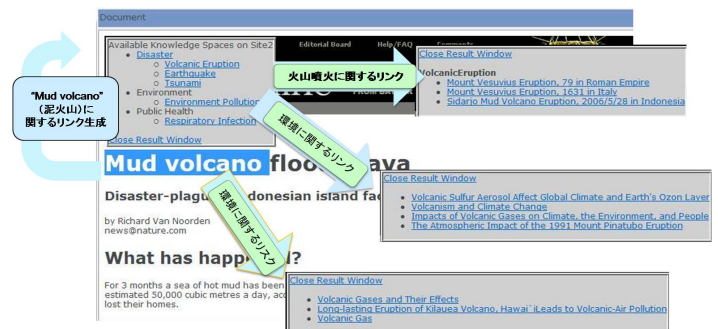 Document
Available Knowledge Spaces on Site2
Disaster
Volcanic Eruption
Earthquake
Tsunami
Environment
Environment Pollution
Public Health
Respiratory Infection
Close Result Window
Editorial Board Help/FAQ Comments
FROM
"Mud volcano"
（泥火山）に
関するリンク生成
火山噴火に関するリンク
Close Result Window
VolcanicEruption
Mount Vesuvius Eruption, 79 in Roman Empire
Mount Vesuvius Eruption, 1631 in Italy
Sidario Mud Volcano Eruption, 2006/5/28 in Indonesia
環境に関するリンク
Close Result Window
Volcanic Sulfur Aerosol Affect Global Climate and Earth's Ozon Layer
Volcanism and Climate Change
Impacts of Volcanic Gases on Climate, the Environment, and People
The Atmospheric Impact of the 1991 Mount Pinatubo Eruption
Mud volcano
Disaster-plagu donesian island fa
by Richard Van Noorden
news@nature.com
環境に関するリスク
What has happ ?
For 3 months a sea of hot mud has been
estimated 50,000 cubic metres a day, acc
lost their homes.
Close Result Window
Volcanic Gases and Their Effects
Long-lasting Eruption of Kilauea Volcano, Hawai`iLeads to Volcanic-Air Pollution
Volcanic Gas